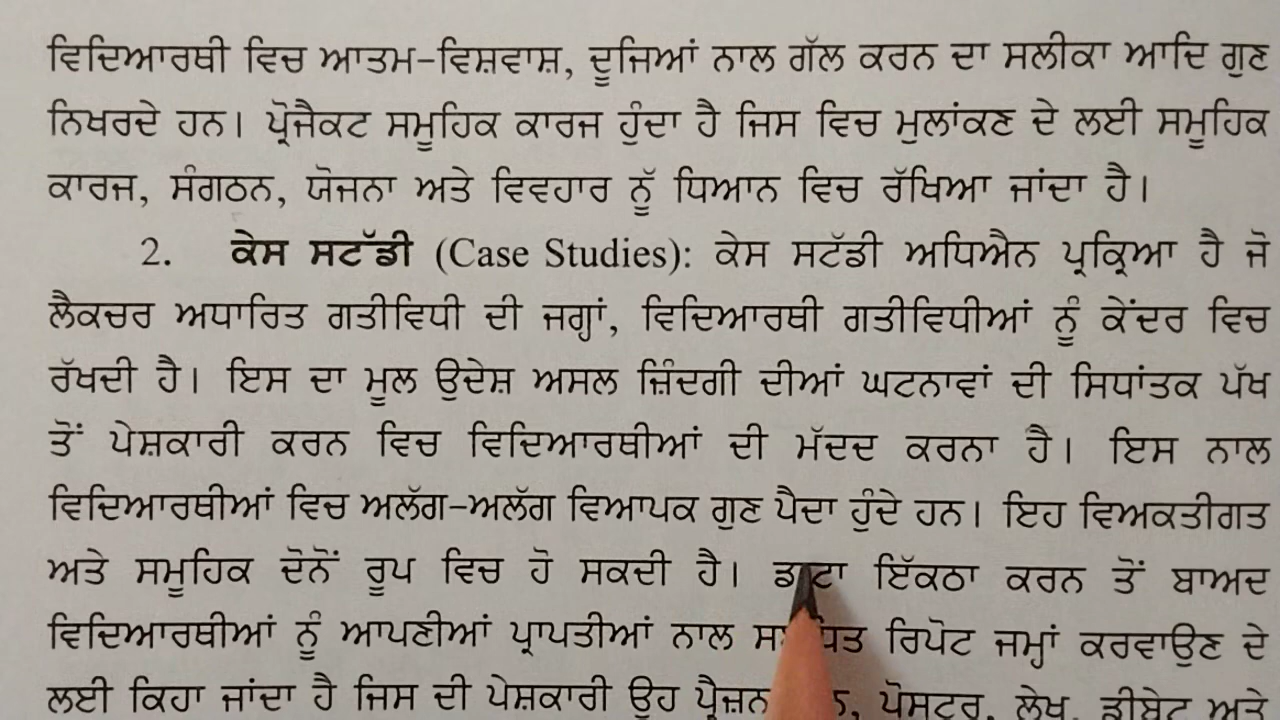 ਵਿਦਿਆਰਥੀ ਵਿਚ ਆਤਮ-ਵਿਸ਼ਵਾਸ਼, ਦੂਜਿਆਂ ਨਾਲ ਗੱਲ ਕਰਨ ਦਾ ਸਲੀਕਾ ਆਦਿ ਗੁਣ
ਨਿਖਰਦੇ ਹਨ। ਪ੍ਰੋਜੈਕਟ ਸਮੂਹਿਕ ਕਾਰਜ ਹੁੰਦਾ ਹੈ ਜਿਸ ਵਿਚ ਮੁਲਾਂਕਣ ਦੇ ਲਈ ਸਮੂਹਿਕ
ਕਾਰਜ, ਸੰਗਠਨ, ਯੋਜਨਾ ਅਤੇ ਵਿਵਹਾਰ ਨੂੰ ਧਿਆਨ ਵਿਚ ਰੱਖਿਆ ਜਾਂਦਾ ਹੈ।
2. ਕੇਸ ਸਟੱਡੀ (Case Studies): ਕੇਸ ਸਟੱਡੀ ਅਧਿਐਨ ਪ੍ਰਕ੍ਰਿਆ ਹੈ ਜੋ
ਲੈਕਚਰ ਅਧਾਰਿਤ ਗਤੀਵਿਧੀ ਦੀ ਜਗ੍ਹਾਂ, ਵਿਦਿਆਰਥੀ ਗਤੀਵਿਧੀਆਂ ਨੂੰ ਕੇਂਦਰ ਵਿਚ
ਰੱਖਦੀ ਹੈ। ਇਸ ਦਾ ਮੂਲ ਉਦੇਸ਼ ਅਸਲ ਜ਼ਿੰਦਗੀ ਦੀਆਂ ਘਟਨਾਵਾਂ ਦੀ ਸਿਧਾਂਤਕ ਪੱਖ
ਤੋਂ ਪੇਸ਼ਕਾਰੀ ਕਰਨ ਵਿਚ ਵਿਦਿਆਰਥੀਆਂ ਦੀ ਮੱਦਦ ਕਰਨਾ ਹੈ। ਇਸ ਨਾਲ
ਵਿਦਿਆਰਥੀਆਂ ਵਿਚ ਅਲੱਗ-ਅਲੱਗ ਵਿਆਪਕ ਗੁਣ ਪੈਦਾ ਹੁੰਦੇ ਹਨ। ਇਹ ਵਿਅਕਤੀਗਤ
ਅਤੇ ਸਮੂਹਿਕ ਦੋਨੋਂ ਰੂਪ ਵਿਚ ਹੋ ਸਕਦੀ ਹੈ। ਡਾਟਾ ਇੱਕਠਾ ਕਰਨ ਤੋਂ ਬਾਅਦ
ਵਿਦਿਆਰਥੀਆਂ ਨੂੰ ਆਪਣੀਆਂ ਪ੍ਰਾਪਤੀਆਂ ਨਾਲ ਰਿਪੋਟ ਜਮ੍ਹਾਂ ਕਰਵਾਉਣ ਦੇ
ਲਈ ਕਿਹਾ ਜਾਂਦਾ ਹੈ ਜਿਸ ਦੀ ਪੇਸ਼ਕਾਰੀ ਉਹ ਪੋਸਟਰ, ਲੇਖ, ਡੀਬੇਟ ਅਤੇ